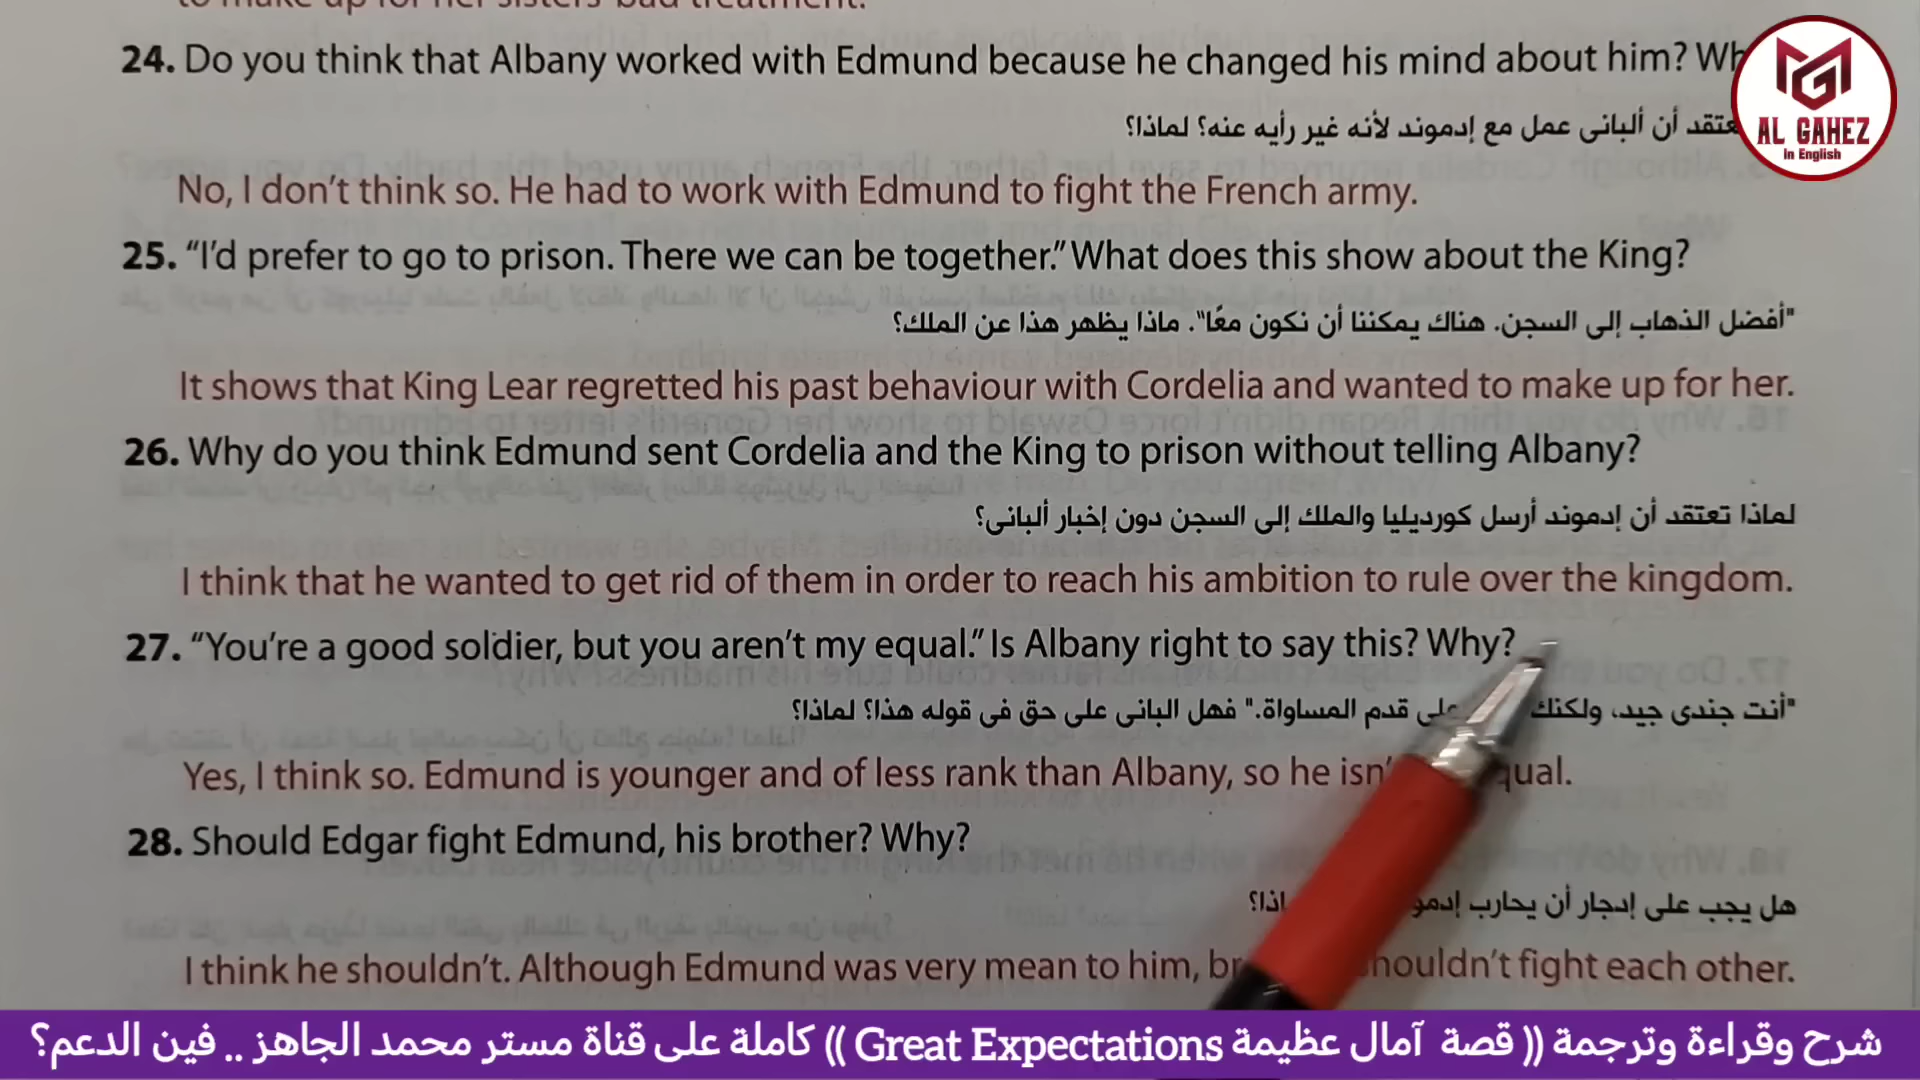 to make up for her sisters' bad treatment.
24. Do you think that Albany worked with Edmund because he changed his mind about him?
AL GAHEZ
In English
أن ألبانى عمل مع إدموند لأنه غير رأيه عنه؟ لماذا؟
No, I don't think so. He had to work with Edmund to fight the French army.
25. "I'd prefer to go to prison. There we can be together." What does this show about the King?
"أفضل الذهاب إلى السجن. هناك يمكننا أن نكون معًا". ماذا يظهر هذا عن الملك؟
It shows that King Lear regretted his past behaviour with Cordelia and wanted to make up for her.
26. Why do you think Edmund sent Cordelia and the King to prison without telling Albany?
لماذا تعتقد أن إدموند أرسل كورديليا والملك إلى السجن دون إخبار ألبانى؟
I think that he wanted to get rid of them in order to reach his ambition to rule over the kingdom.
27. "You're a good soldier, but you aren't my equal." Is Albany right to say this? Why?
"أنت جندى جيد، ولكنك على قدم المساواة." فهل البانى على حق فى قوله هذا؟ لماذا؟
Yes, I think so. Edmund is younger and of less rank than Albany, so he
28. Should Edgar fight Edmund, his brother? Why?
هل يجب على إدجار أن يحارب
I think he shouldn't. Although Edmund was very mean to him, shouldn't fight each other.
شرح وقراءة وترجمة (( قصة آمال عظيمة Great Expectations )) كاملة على قناة مستر محمد الجاهز .. فين الدعم؟